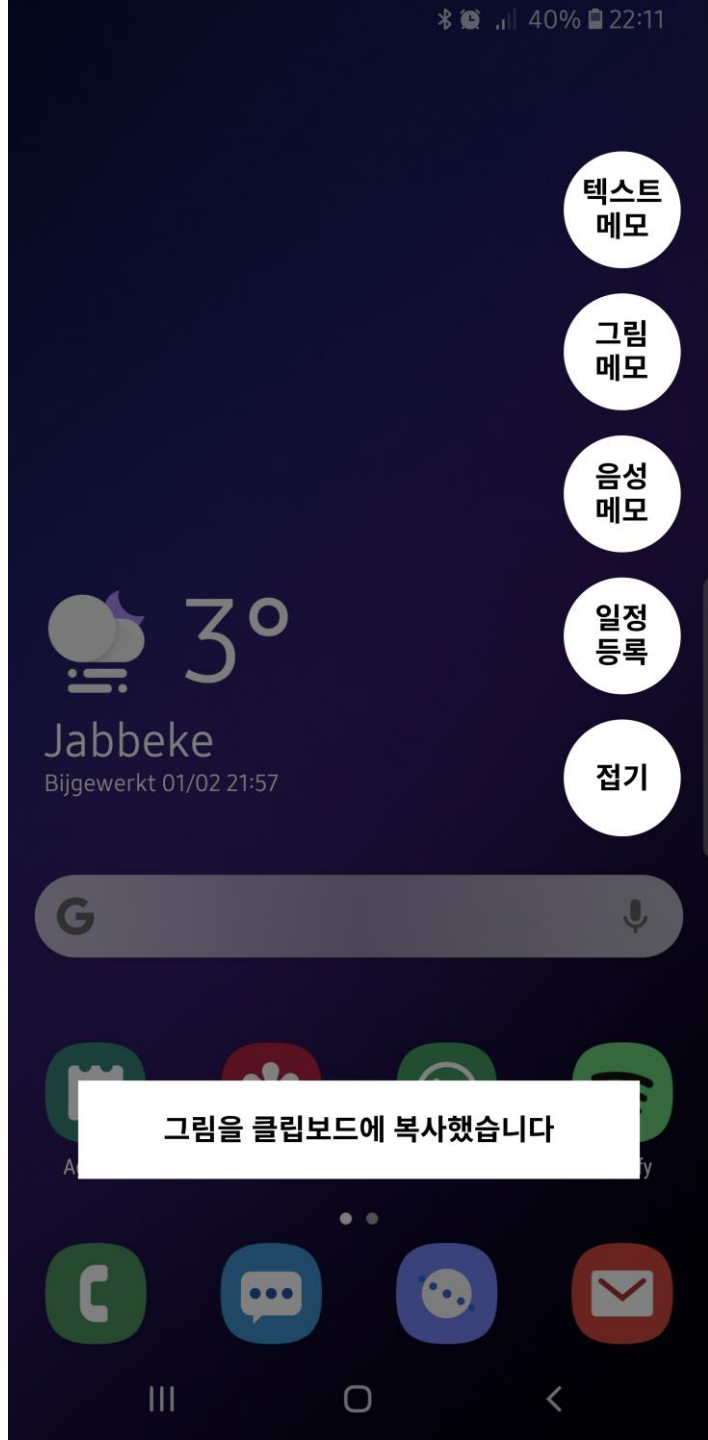 40% 22:11
텍스트
메모
그림
메모
음성
메모
일정
등록
3°
Jabbeke
Bijgewerkt 01/02 21:57
접기
G
그림을 클립보드에 복사했습니다